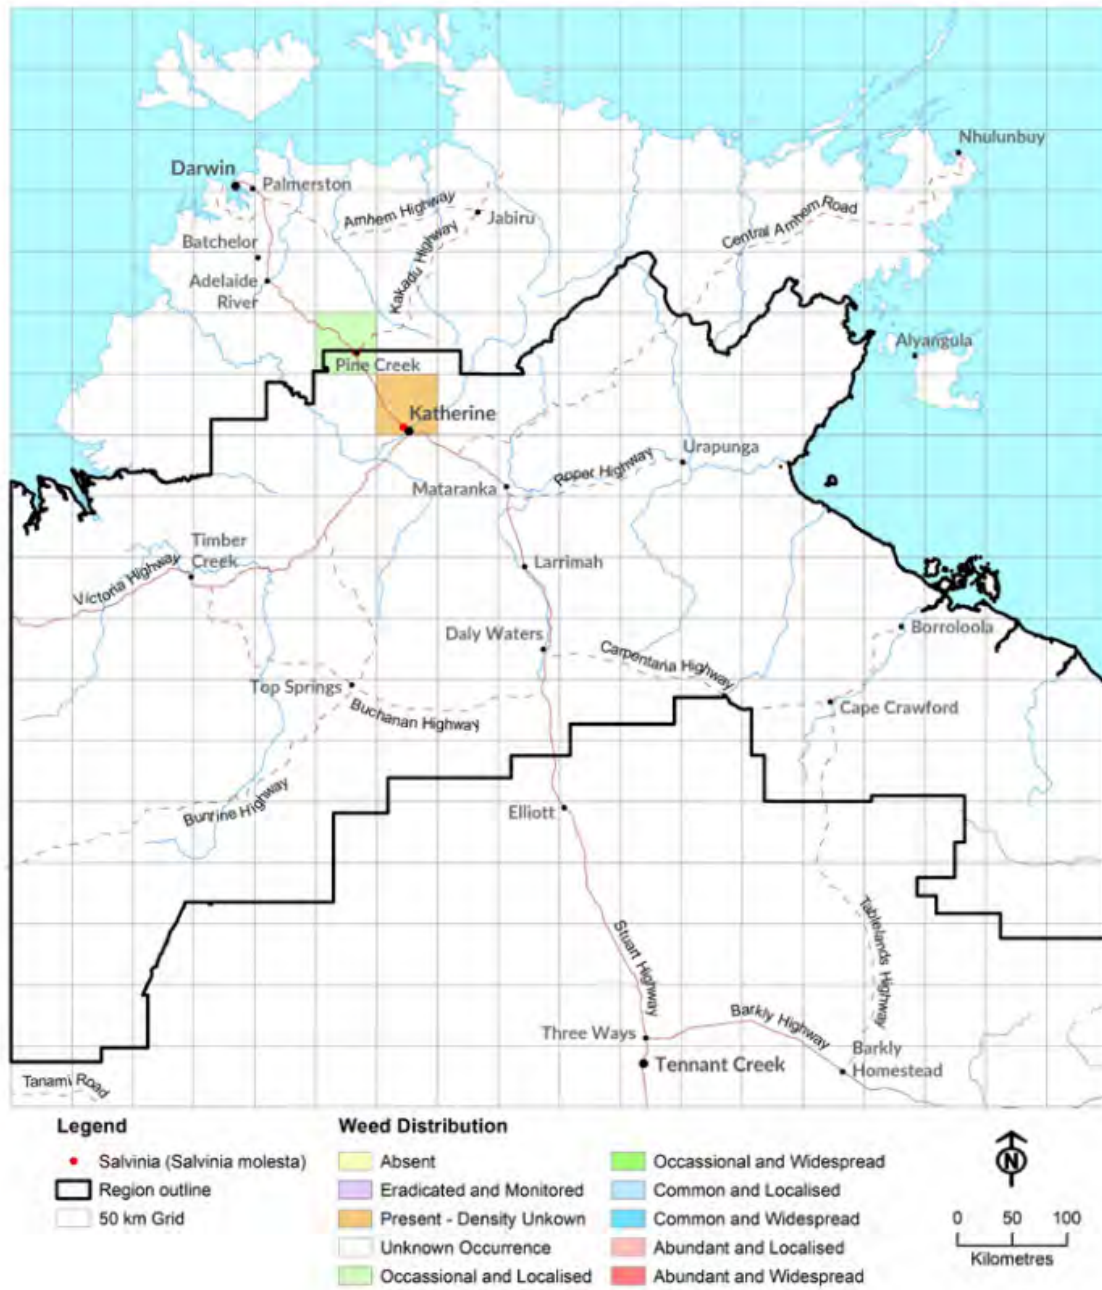 Nhulunbuy
Darwin
Palmerston
Arnhem Highway
Jabiru
Central Arnhem Road
Batchelor
Kakadu Highway
Adelaide
River
Alyangula
Pine Creek
Katherine
Urapunga
Roper Highway
Mataranka
Timber
Creek
Victoria Highway
Larrimah
Daly Waters
Borroloola
Carpentaria Highway
Top Springs
Buchanan Highway
Cape Crawford
Buntine Highway
Elliott
Tablelands Highway
Stuart Highway
Three Ways
Barkly Highway
Tennant Creek
Barkly
Homestead
Tanami Road
Legend
Salvinia (Salvinia molesta)
Region outline
50 km Grid
Weed Distribution
Absent
Eradicated and Monitored
Present - Density Unkown
Unknown Occurrence
Occassional and Localised
Occassional and Widespread
Common and Localised
Common and Widespread
Abundant and Localised
Abundant and Widespread
N
0 50 100
Kilometres